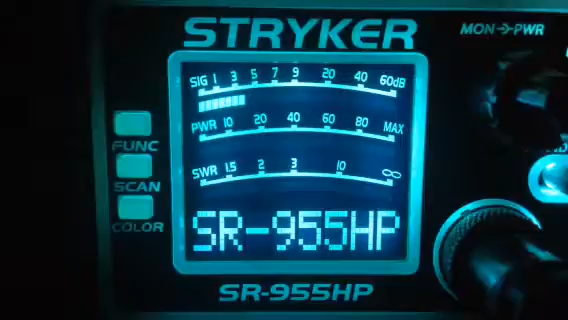 STRYKER
MON->PWR
SIG 1 3 5 7 9 20 40 60dB
PWR 10 20 40 60 80 MAX
SWR 1.5 2 3 10 ∞
FUNC
SCAN
COLOR
SR-955HP
SR-955HP